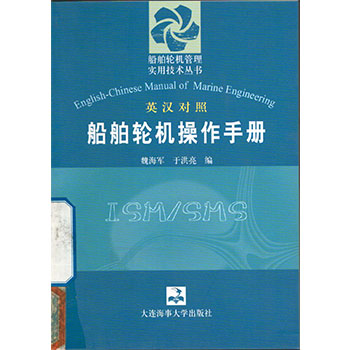 船舶轮机管理
实用技术丛书
English-Chinese Manual of Marine Engineering
英汉对照
船舶轮机操作手册
魏海军 于洪亮 编
ISM/SMS
大连海事大学出版社